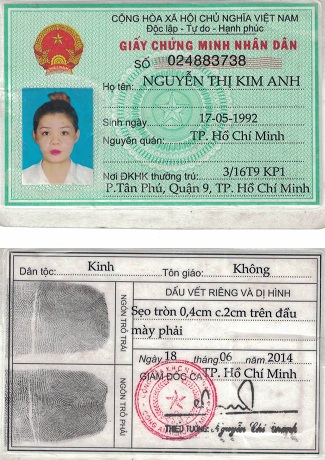 CỘNG HÒA XÃ HỘI CHỦ NGHĨA VIỆT NAM
Độc lập - Tự do - Hạnh phúc
GIẤY CHỨNG MINH NHÂN DÂN
SỐ 024883738
Họ tên: NGUYỄN THỊ KIM ANH
Sinh ngày: 17-05-1992
Nguyên quán: TP. Hồ Chí Minh
Nơi ĐKHK thường trú: 3/16T9 KP1
P.Tân Phú, Quận 9, TP. Hồ Chí Minh
Dân tộc: Kinh Tôn giáo: Không
NGÓN TRỎ TRÁI
NGÓN TRỎ PHẢI
DẤU VẾT RIÊNG VÀ DỊ HÌNH
Sẹo tròn 0,4cm c.2cm trên đầu
mày phải
Ngày 18 tháng 06 năm 2014
GIÁM ĐỐC CA TP. Hồ Chí Minh
THIẾU TƯỚNG: Nguyễn Chí